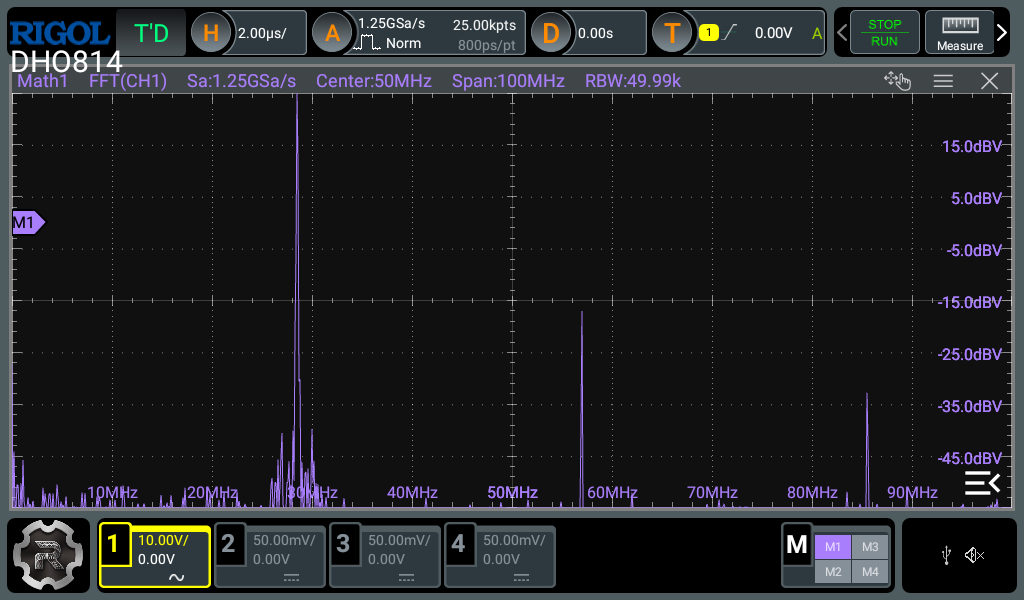 RIGOL T'D H 2.00µs/ A 1.25GSa/s 25.00kpts D 0.00s T 1 0.00V A STOP
Norm 800ps/pt RUN Measure
DHO814
Math1 FFT(CH1) Sa:1.25GSa/s Center:50MHz Span:100MHz RBW:49.99k
15.0dBV
5.0dBV
M1
-5.0dBV
-15.0dBV
-25.0dBV
-35.0dBV
-45.0dBV
10MHz 20MHz 30MHz 40MHz 50MHz 60MHz 70MHz 80MHz 90MHz
R 1 10.00V/ 2 50.00mV/ 3 50.00mV/ 4 50.00mV/ M M1 M3
0.00V 0.00V 0.00V 0.00V M2 M4